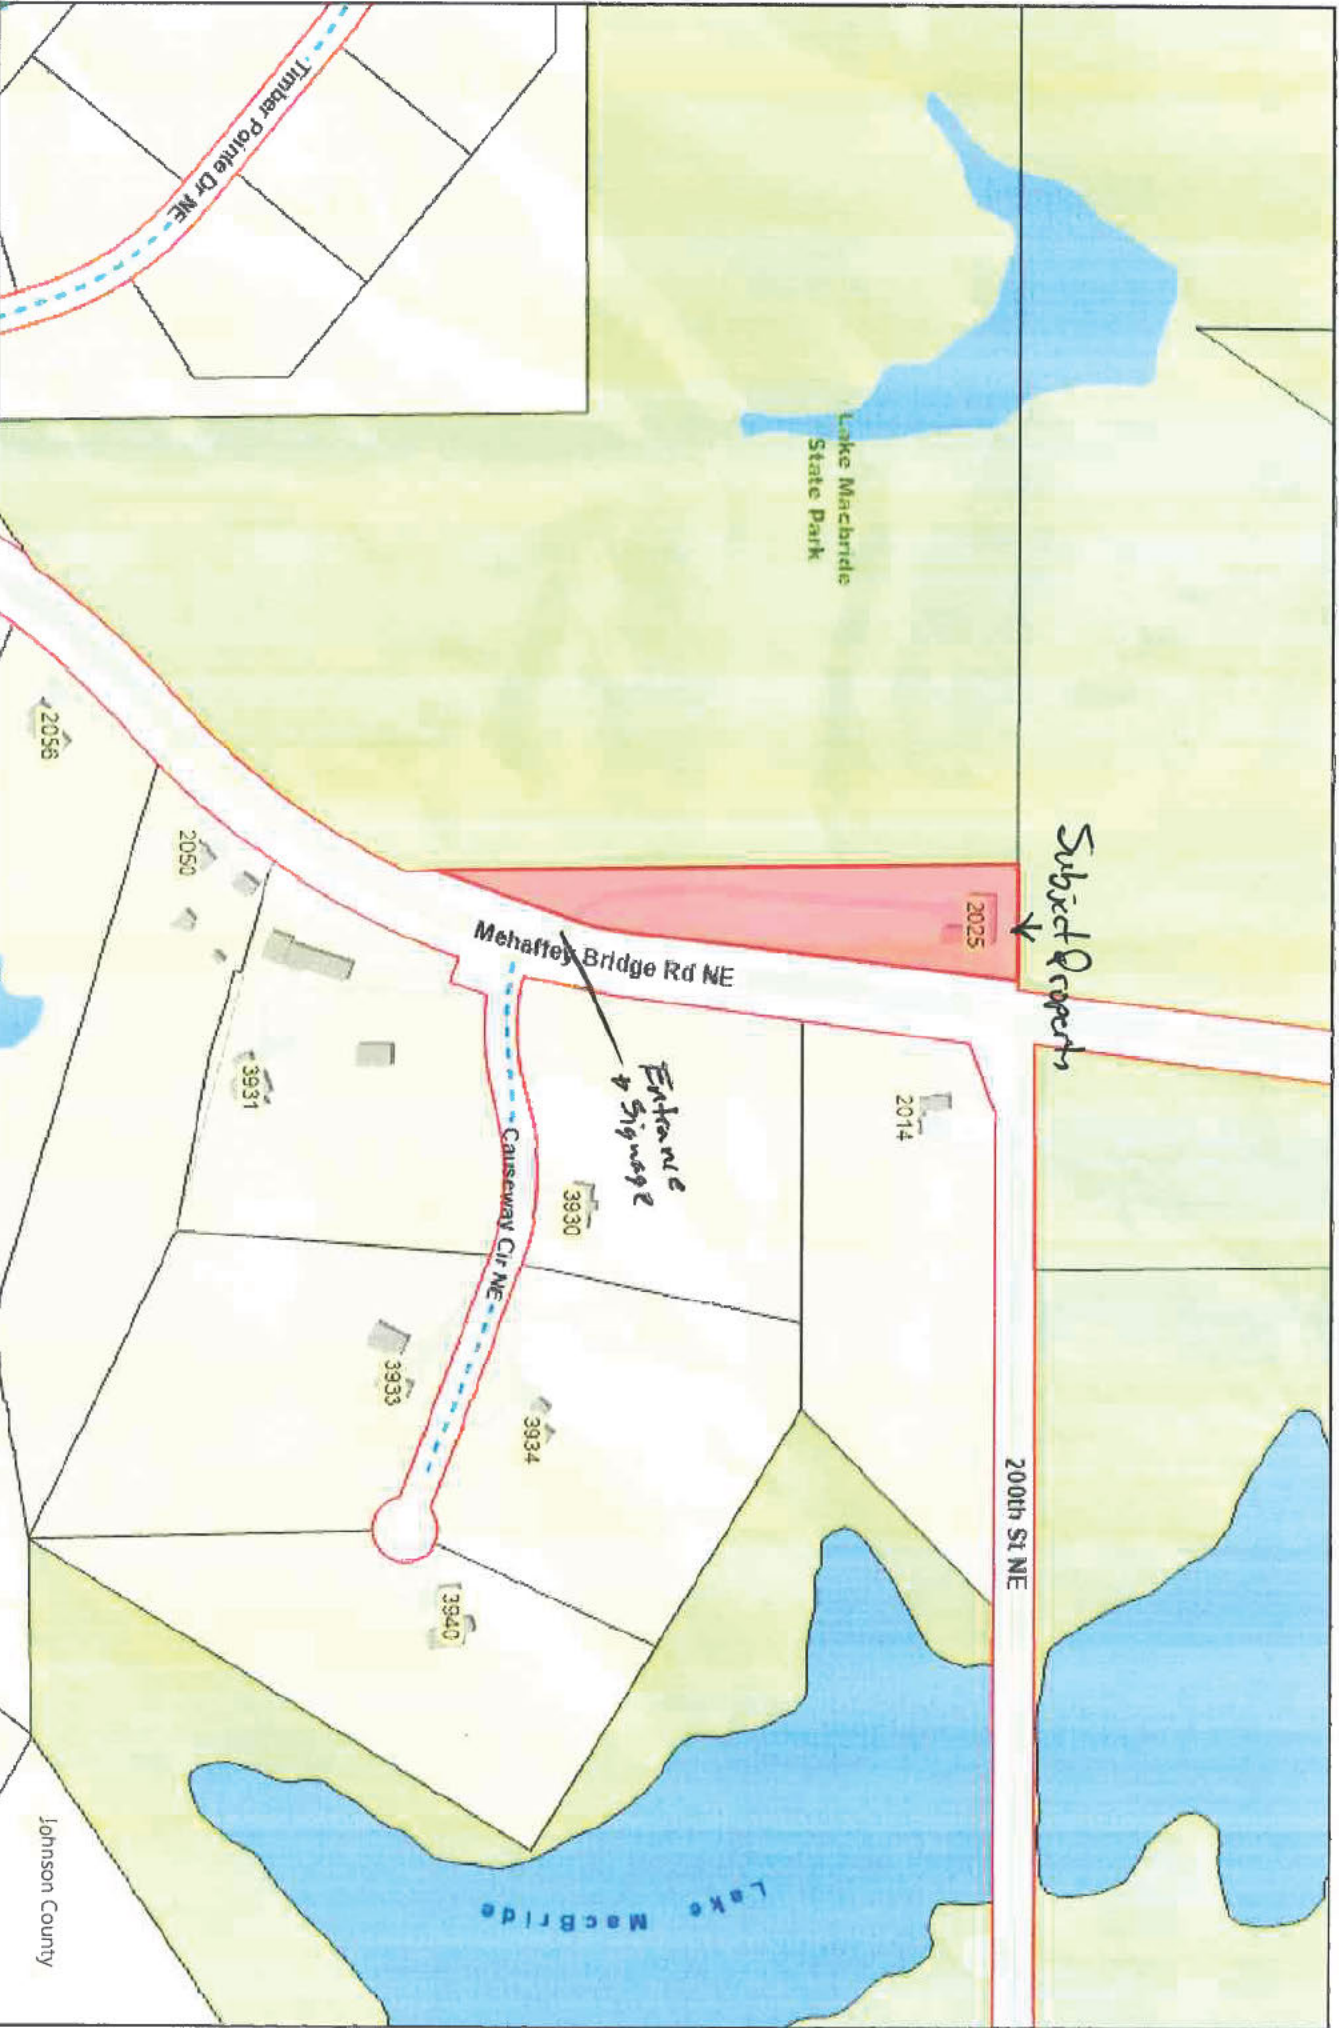 Subject Property
2025
Lake Macbride
State Park
Timber Pointe Dr NE
Mehaffey Bridge Rd NE
Entrance
+ Signage
2014
200th St NE
Causeway Cir NE
3930
3934
3933
3940
3931
2050
2056
Lake MacBride
Johnson County